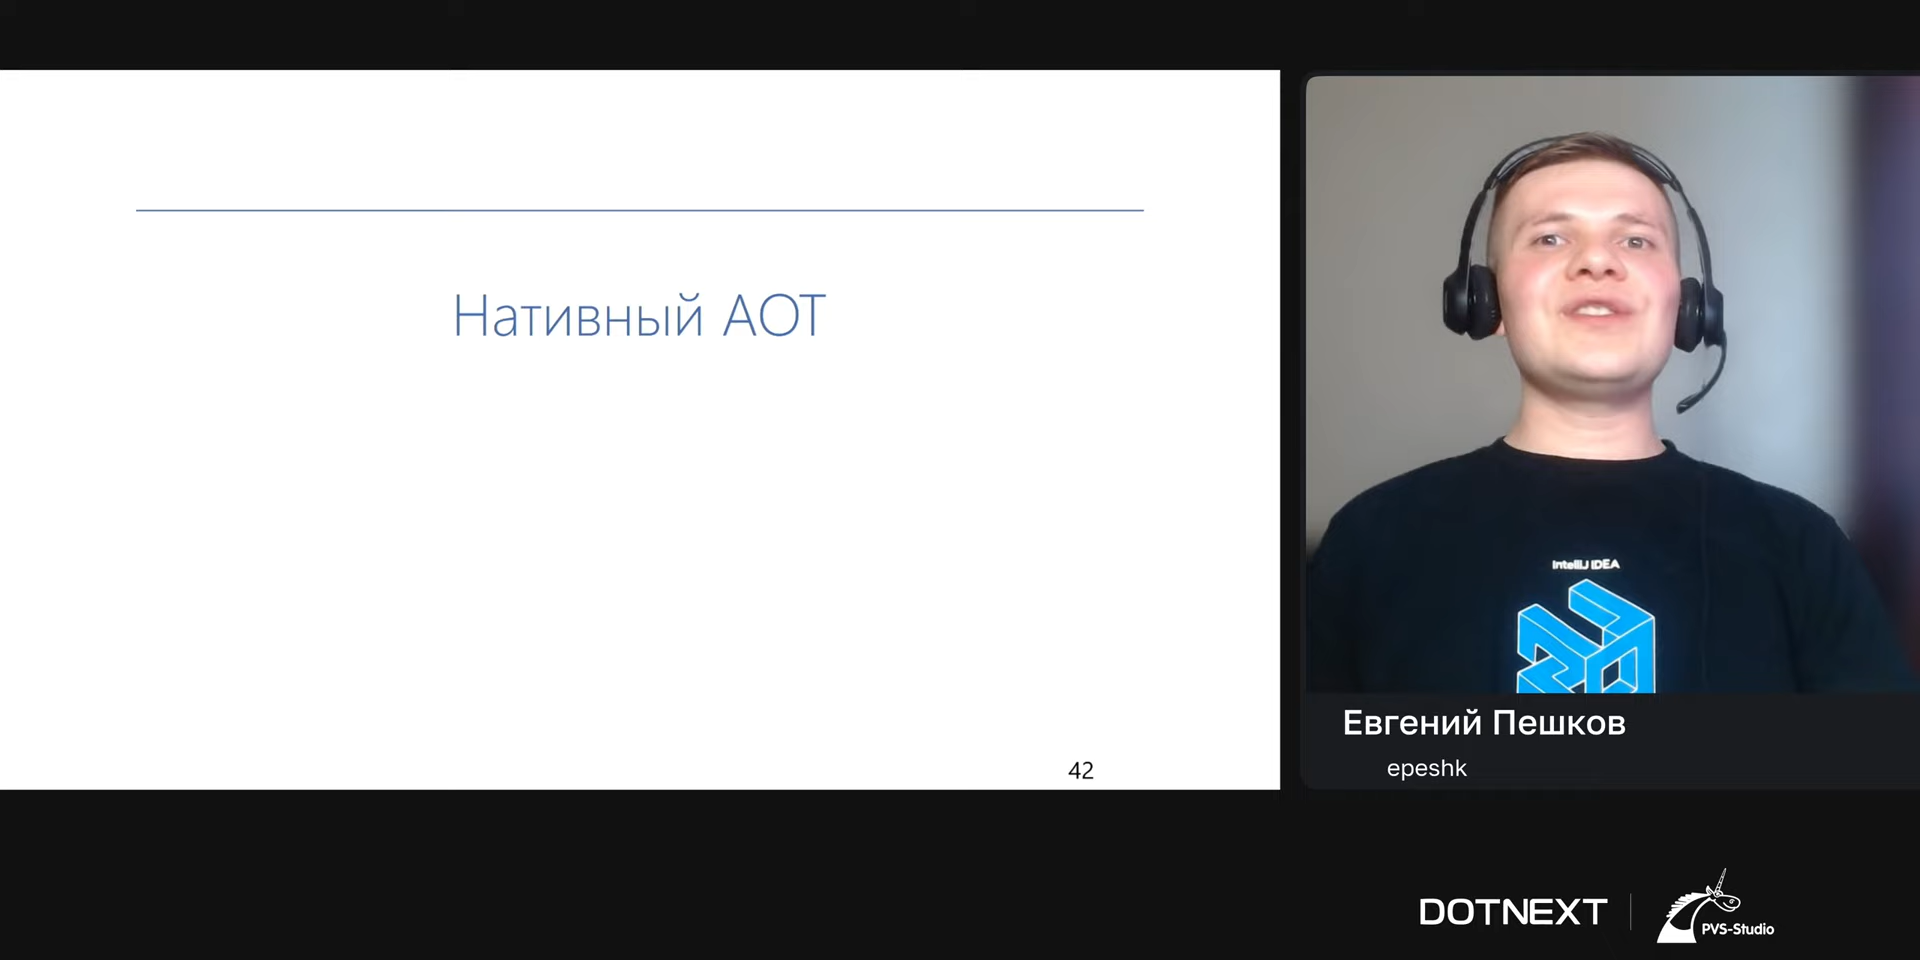 Нативный AOT
42
IntelliJ IDEA
Евгений Пешков
epeshk
DOTNEXT
PVS-Studio